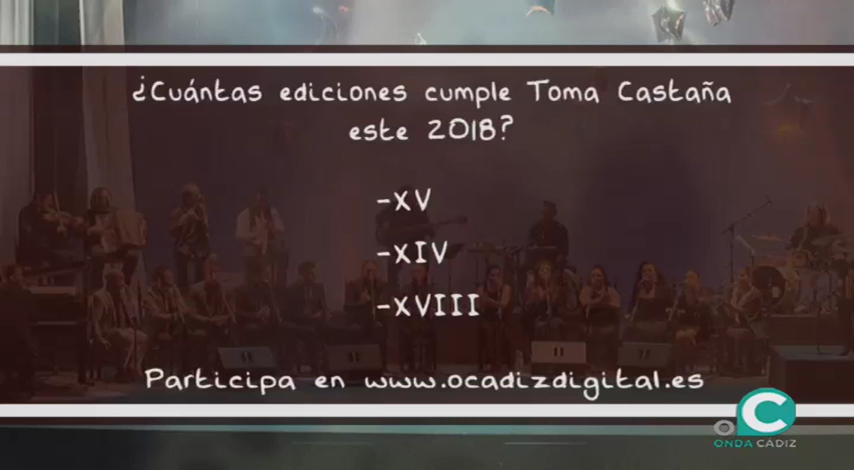 ¿Cuántas ediciones cumple Toma Castaña
este 2018?
-XV
-XIV
-XVIII
Participa en www.ocadizdigital.es
ONDA CÁDIZ